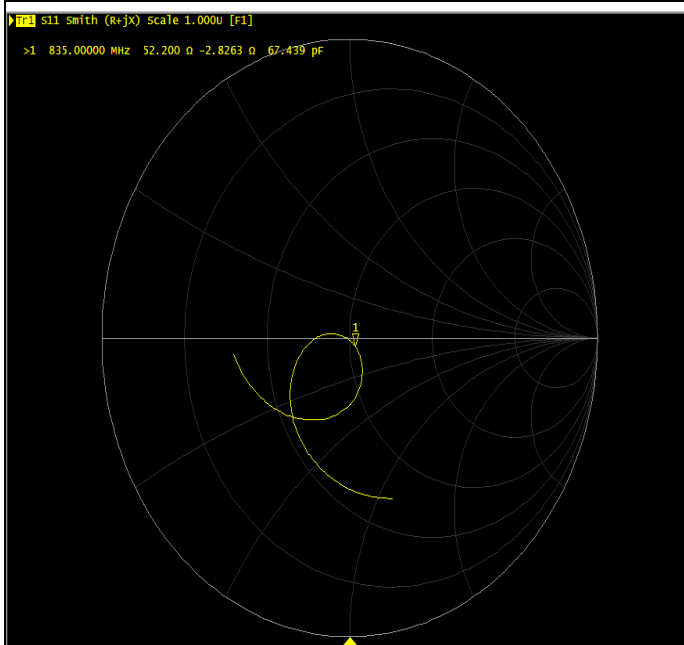 Tr1 S11 Smith (R+jX) Scale 1.000U [F1]
>1 835.00000 MHz 52.200 Ω -2.8263 Ω 67.439 pF
1